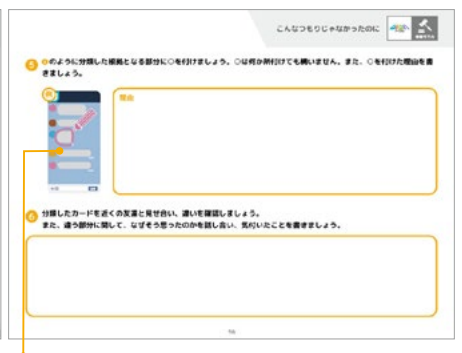 こんなつもりじゃなかったのに
5 のように分類した根拠となる部分に○を付けましょう。○は何か所付けても構いません。また、○を付けた理由を書
きましょう。
例
理由
6 分類したカードを近くの友達と見せ合い、違いを確認しましょう。
また、違う部分に関して、なぜそう思ったのかを話し合い、気付いたことを書きましょう。